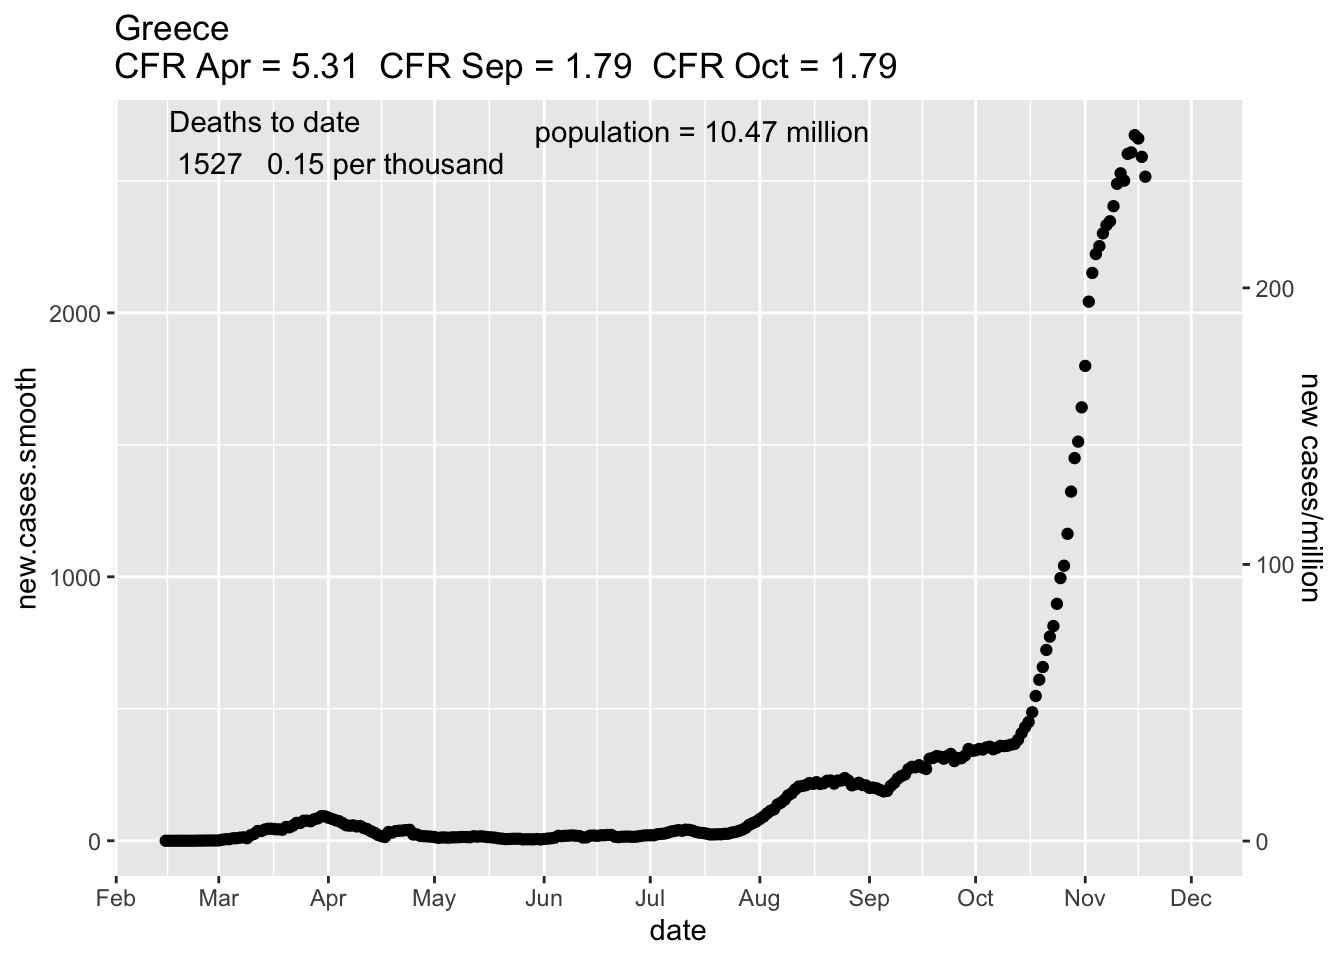 Greece
CFR Apr = 5.31  CFR Sep = 1.79  CFR Oct = 1.79
Deaths to date
1527   0.15 per thousand
population = 10.47 million
new.cases.smooth
2000
1000
0
200
100
0
new cases/million
Feb Mar Apr May Jun Jul Aug Sep Oct Nov Dec
date